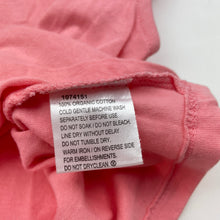 1074151
100% ORGANIC COTTON
COLD GENTLE MACHINE WASH
SEPARATELY BEFORE USE
DO NOT SOAK / DO NOT BLEACH
LINE DRY WITHOUT DELAY
DO NOT TUMBLE DRY.
WARM IRON / ON REVERSE SIDE
FOR EMBELLISHMENTS.
DO NOT DRYCLEAN.